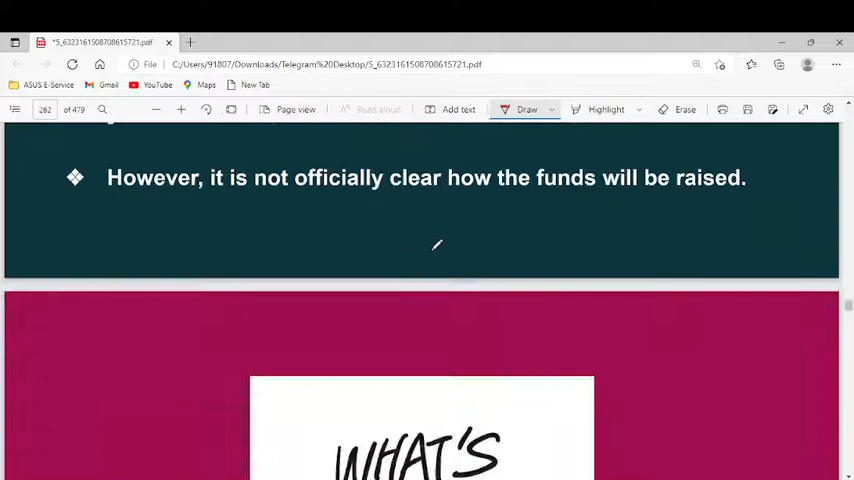 *5_6323161508708615721.pdf
File C:/Users/91807/Downloads/Telegram%20Desktop/5_6323161508708615721.pdf
ASUS E-Service Gmail YouTube Maps New Tab
262 of 479 Page view Read aloud Add text Draw Highlight Erase
❖ However, it is not officially clear how the funds will be raised.
WHAT'S